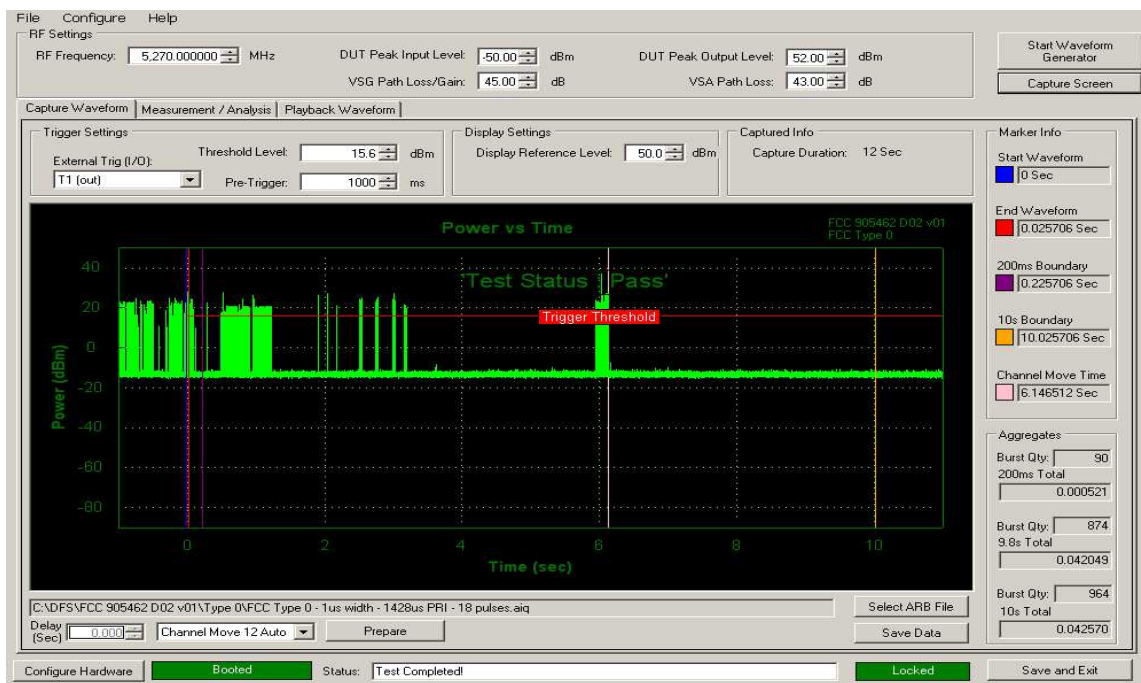 File Configure Help
RF Settings
RF Frequency: 5,270.000000 MHz
DUT Peak Input Level: -50.00 dBm
DUT Peak Output Level: 52.00 dBm
VSG Path Loss/Gain: 45.00 dB
VSA Path Loss: 43.00 dB
Start Waveform
Generator
Capture Screen
Capture Waveform Measurement / Analysis Playback Waveform
Trigger Settings
External Trig (I/O):
T1 (out)
Threshold Level: 15.6 dBm
Pre-Trigger: 1000 ms
Display Settings
Display Reference Level: 50.0 dBm
Captured Info
Capture Duration: 12 Sec
Marker Info
Start Waveform
0 Sec
End Waveform
0.025706 Sec
200ms Boundary
0.225706 Sec
10s Boundary
10.025706 Sec
Channel Move Time
6.146512 Sec
Power vs Time
FCC 905462 D02 v01
FCC Type 0
'Test Status : Pass'
Trigger Threshold
Power (dBm)
40
20
0
-20
-40
-60
-80
0 2 4 6 8 10
Time (sec)
Aggregates
Burst Qty: 90
200ms Total
0.000521
Burst Qty: 874
9.8s Total
0.042049
Burst Qty: 964
10s Total
0.042570
C:\DFS\FCC 905462 D02 v01\Type 0\FCC Type 0 - 1us width - 1428us PRI - 18 pulses.aiq
Select ARB File
Delay
(Sec) 0.000
Channel Move 12 Auto
Prepare
Save Data
Configure Hardware
Booted
Status: Test Completed!
Locked
Save and Exit